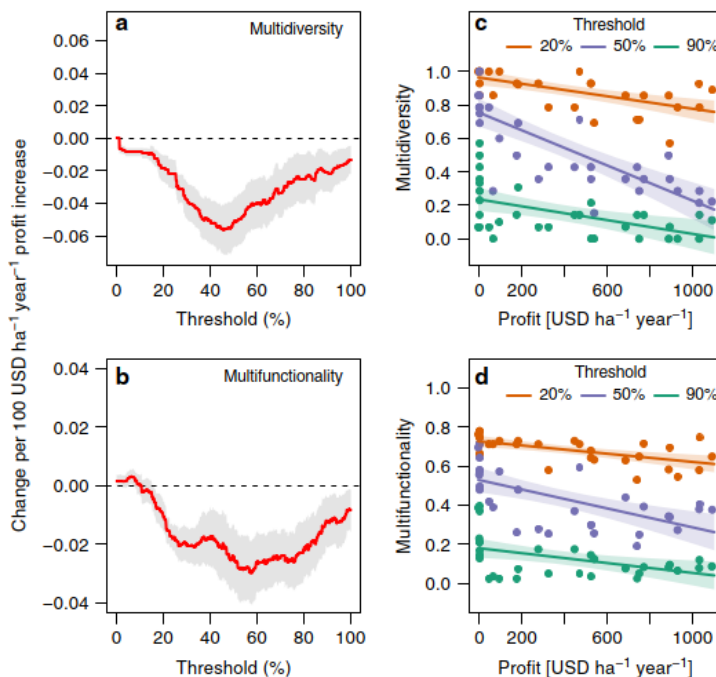 a Multidiversity
0.06
0.04
0.02
0.00
−0.02
−0.04
−0.06
0 20 40 60 80 100
Threshold (%)
c Threshold
20% 50% 90%
Multidiversity
1.0
0.8
0.6
0.4
0.2
0.0
0 200 600 1000
Profit [USD ha⁻¹ year⁻¹]
Change per 100 USD ha⁻¹ year⁻¹ profit increase
b Multifunctionality
0.04
0.02
0.00
−0.02
−0.04
0 20 40 60 80 100
Threshold (%)
d Threshold
20% 50% 90%
Multifunctionality
1.0
0.8
0.6
0.4
0.2
0.0
0 200 600 1000
Profit [USD ha⁻¹ year⁻¹]